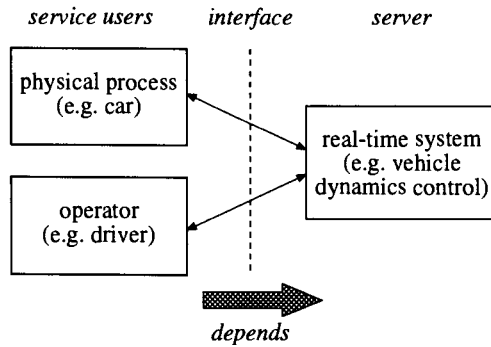 service users interface server
physical process
(e.g. car)
real-time system
(e.g. vehicle
dynamics control)
operator
(e.g. driver)
depends